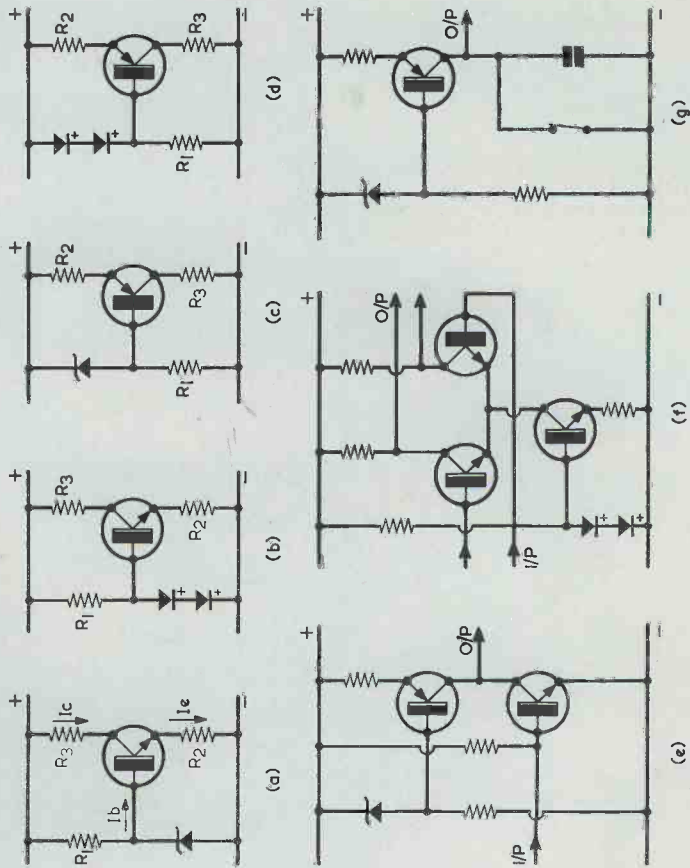 +
R1
R3
Ic
Ib
Ie
R2
−
(a)
+
R1
R3
R2
−
(b)
+
R2
R1
R3
−
(c)
+
R2
R1
R3
−
(d)
+
O/P
I/P
−
(e)
+
O/P
I/P
−
(f)
+
O/P
−
(g)